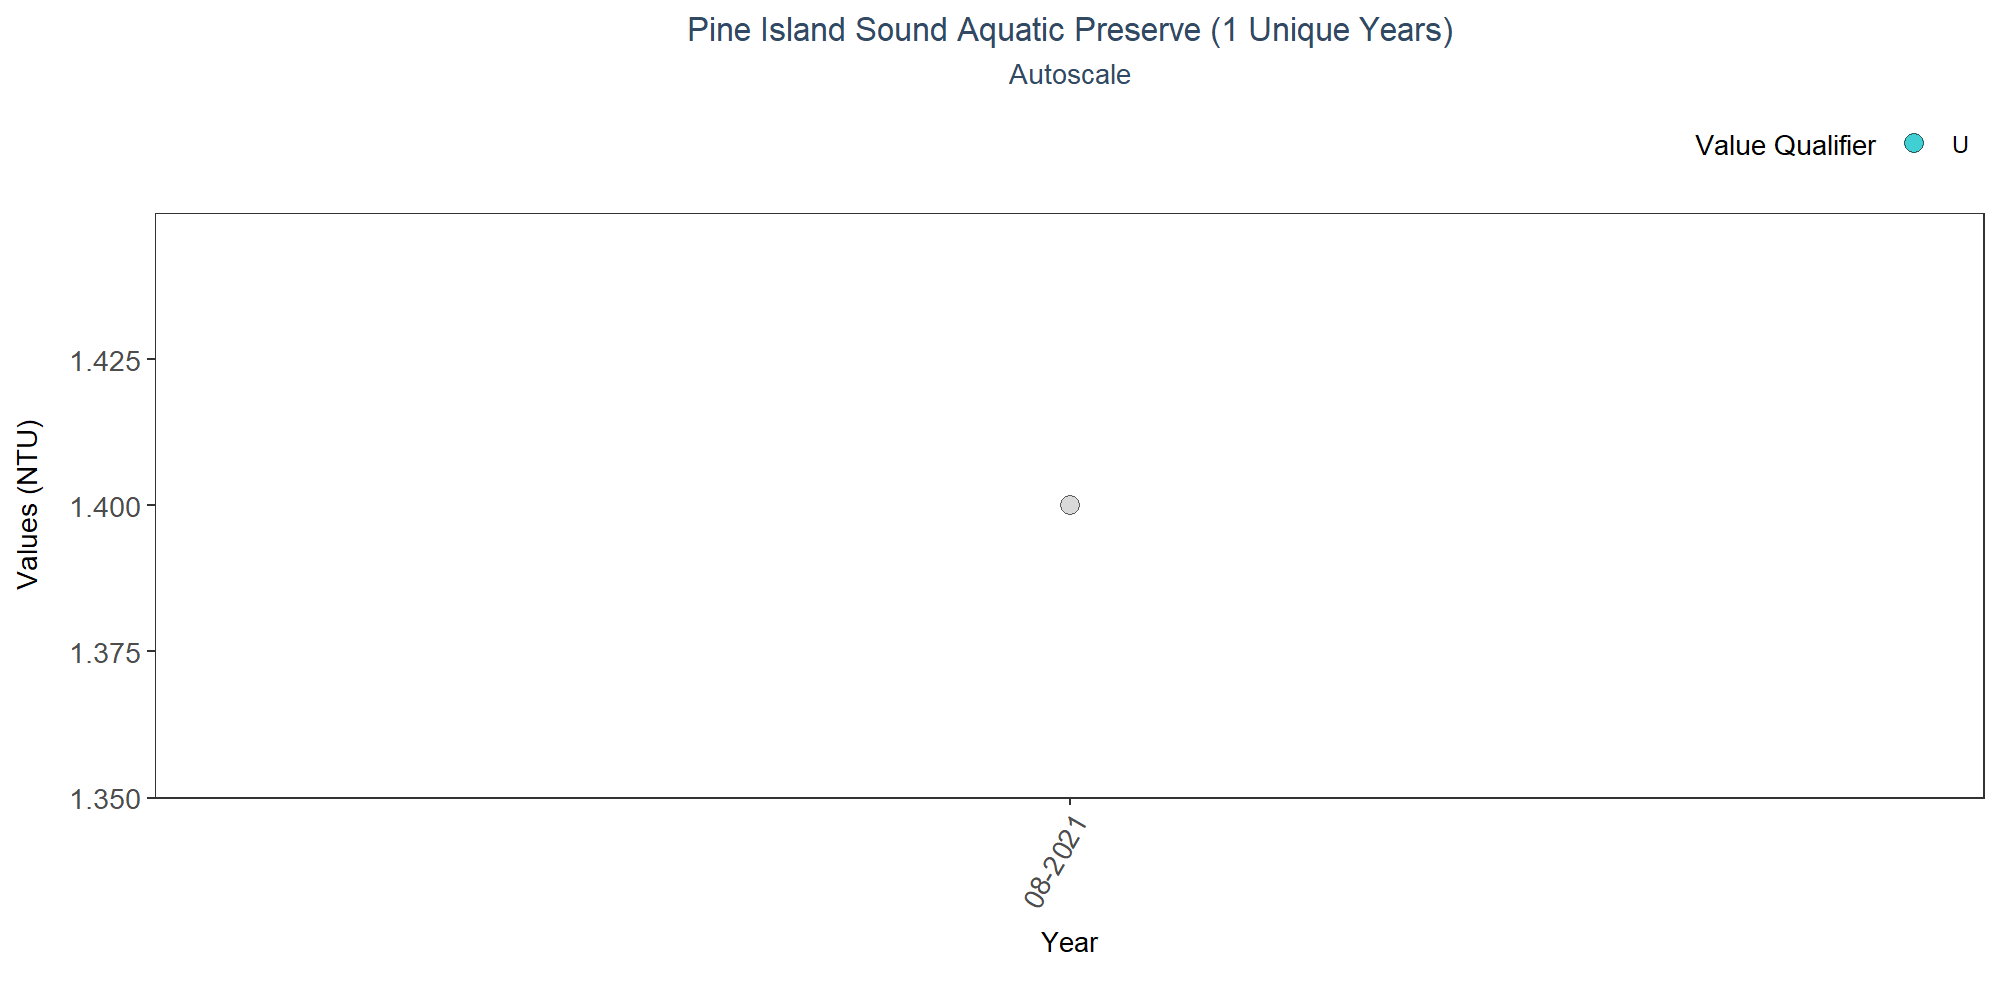 Pine Island Sound Aquatic Preserve (1 Unique Years)
Autoscale
Value Qualifier U
1.425
1.400
1.375
1.350
Values (NTU)
08-2021
Year